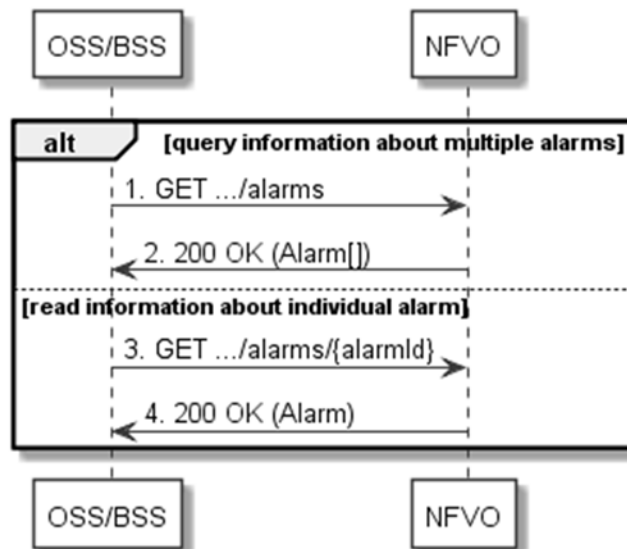 OSS/BSS NFVO
alt [query information about multiple alarms]
1. GET .../alarms
2. 200 OK (Alarm[])
[read information about individual alarm]
3. GET .../alarms/{alarmId}
4. 200 OK (Alarm)
OSS/BSS NFVO